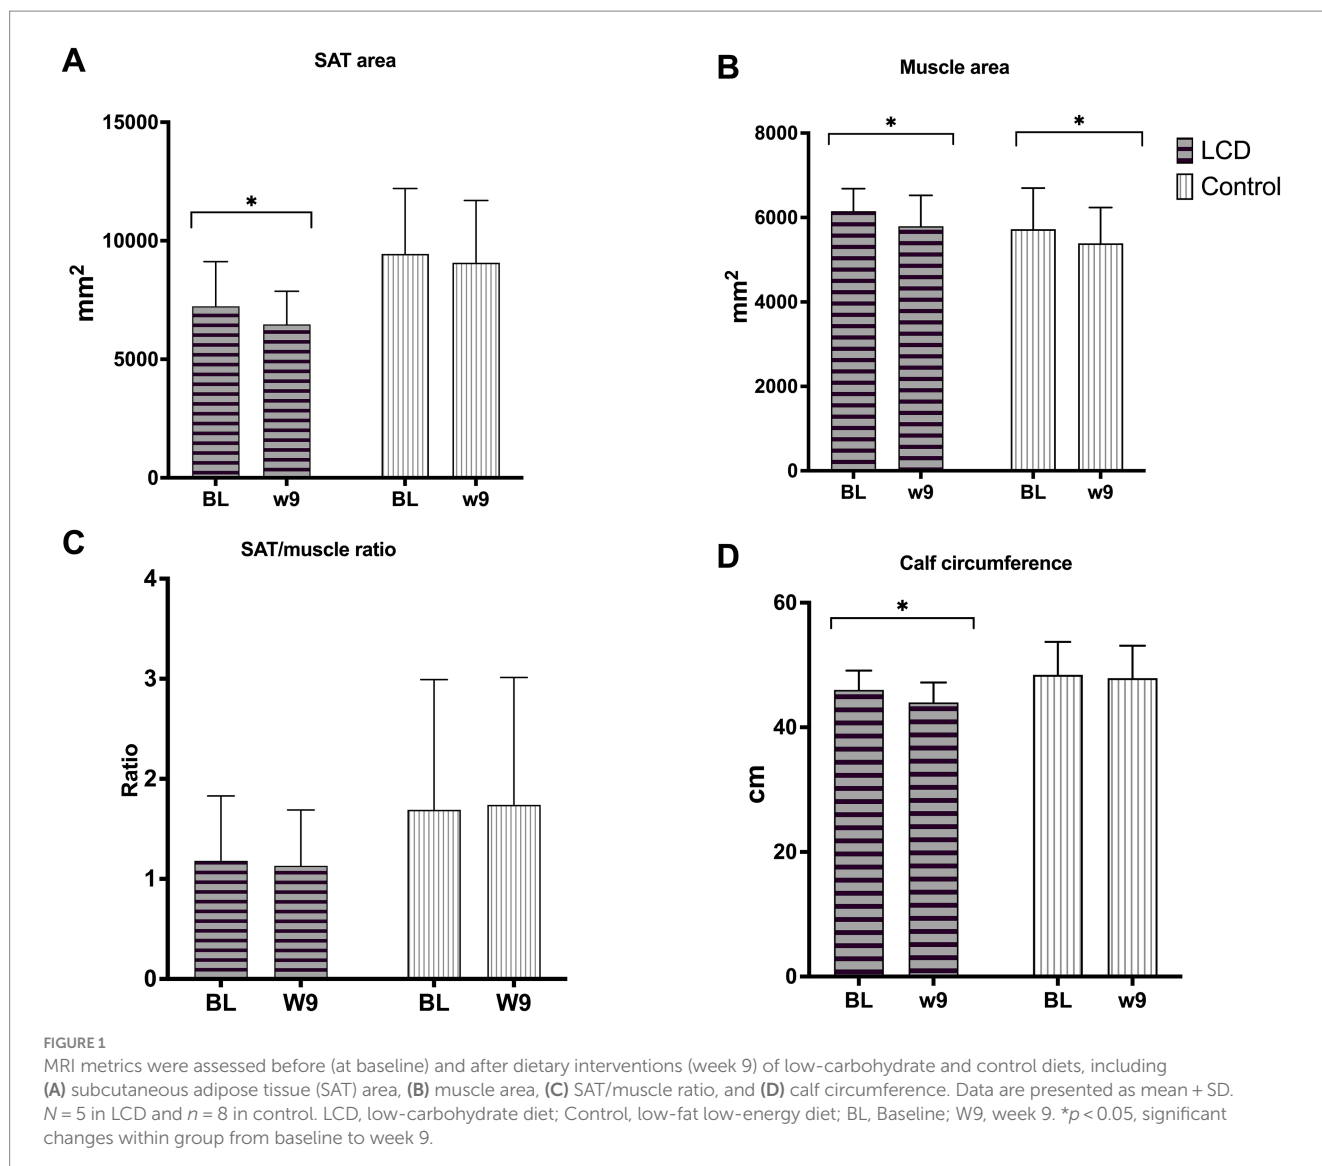 A
SAT area
15000
10000
5000
0
mm2
*
BL
w9
BL
w9
B
Muscle area
8000
6000
4000
2000
0
mm2
*
*
BL
w9
BL
w9
LCD
Control
C
SAT/muscle ratio
4
3
2
1
0
Ratio
BL
W9
BL
W9
D
Calf circumference
60
40
20
0
cm
*
BL
w9
BL
w9
FIGURE 1
MRI metrics were assessed before (at baseline) and after dietary interventions (week 9) of low-carbohydrate and control diets, including
(A) subcutaneous adipose tissue (SAT) area, (B) muscle area, (C) SAT/muscle ratio, and (D) calf circumference. Data are presented as mean + SD.
N = 5 in LCD and n = 8 in control. LCD, low-carbohydrate diet; Control, low-fat low-energy diet; BL, Baseline; W9, week 9. *p < 0.05, significant
changes within group from baseline to week 9.